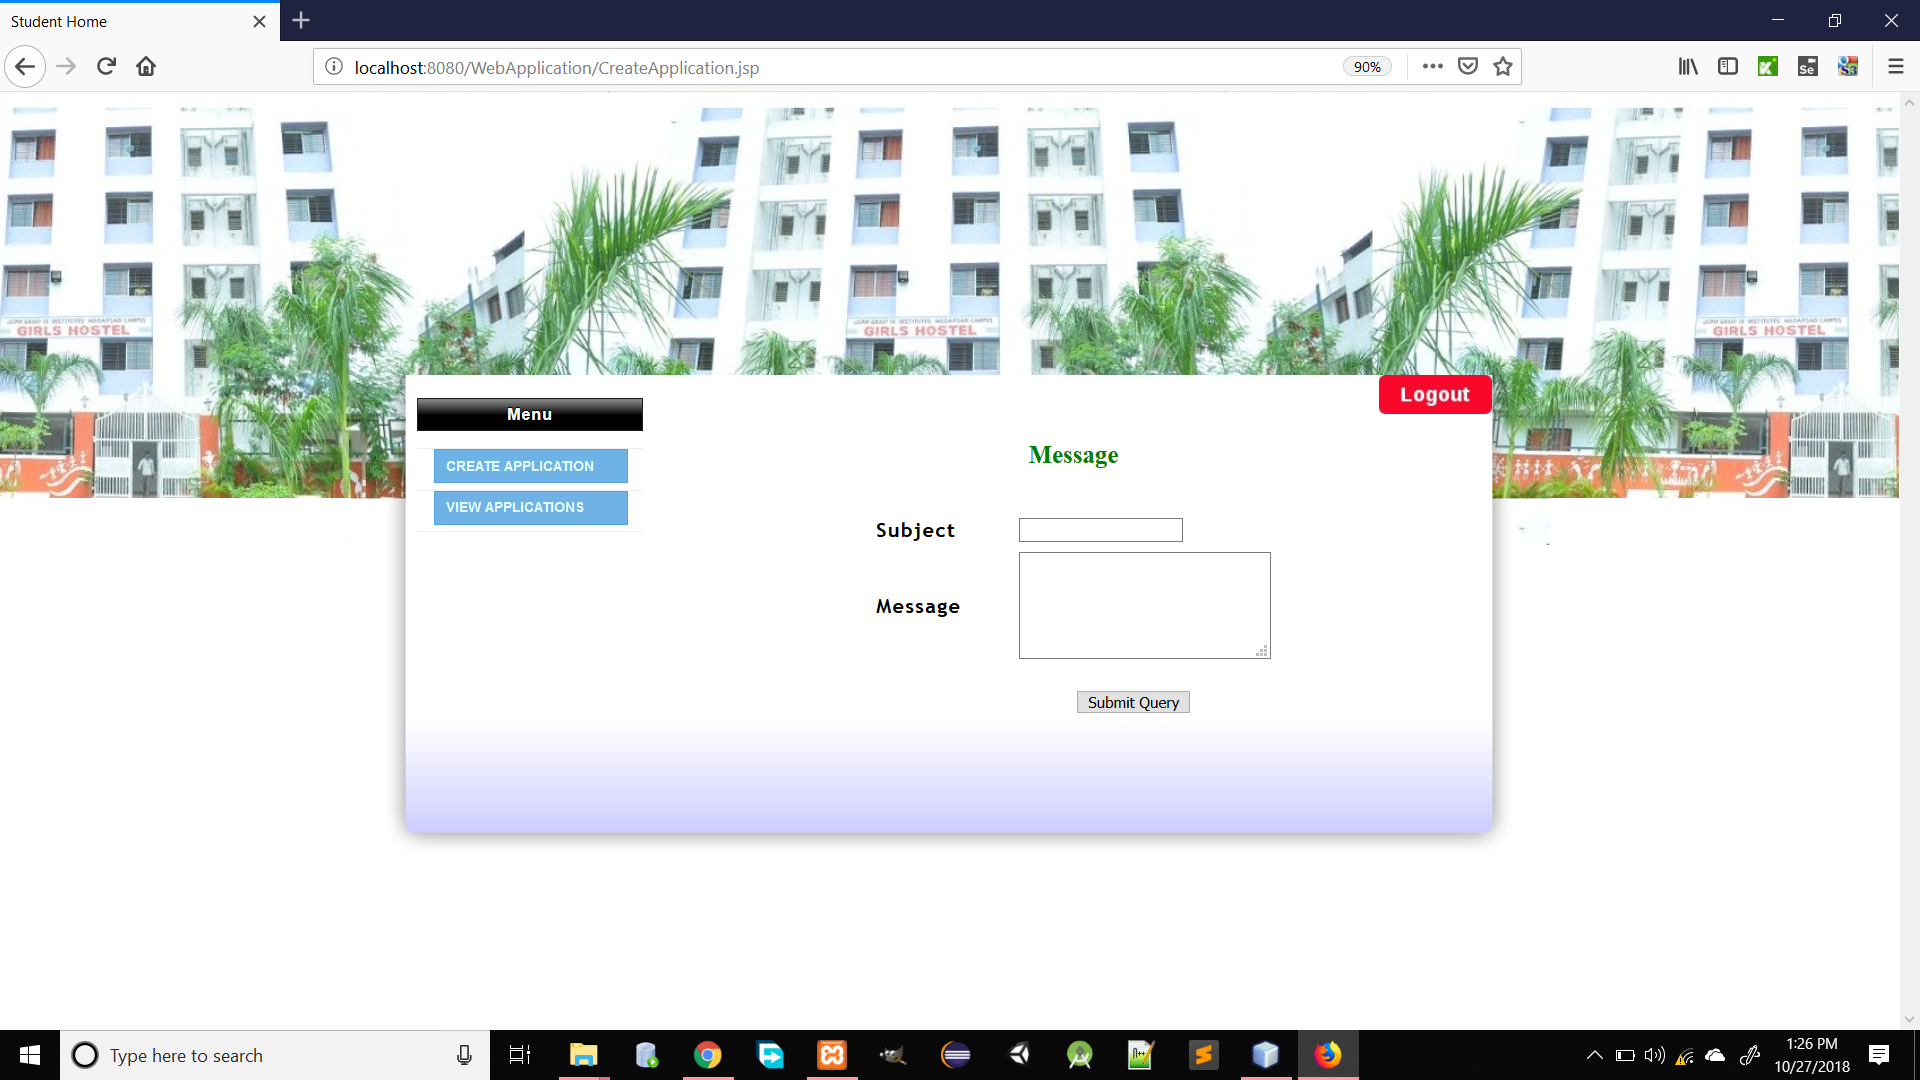 Student Home
localhost:8080/WebApplication/CreateApplication.jsp
90%
Se
GIRLS HOSTEL
GIRLS HOSTEL
GIRLS HOSTEL
Logout
Menu
CREATE APPLICATION
VIEW APPLICATIONS
Message
Subject
Message
Submit Query
Type here to search
1:26 PM
10/27/2018